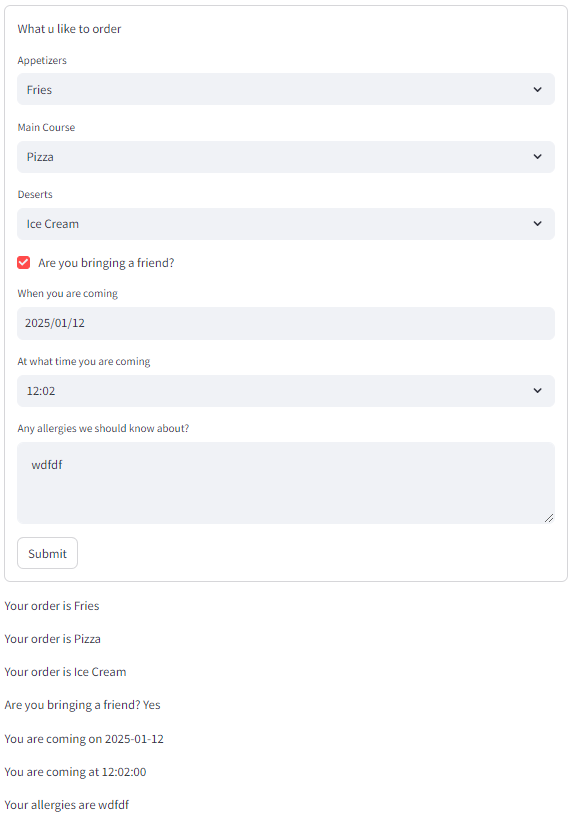 What u like to order
Appetizers
Fries
Main Course
Pizza
Deserts
Ice Cream
Are you bringing a friend?
When you are coming
2025/01/12
At what time you are coming
12:02
Any allergies we should know about?
wdfdf
Submit
Your order is Fries
Your order is Pizza
Your order is Ice Cream
Are you bringing a friend? Yes
You are coming on 2025-01-12
You are coming at 12:02:00
Your allergies are wdfdf